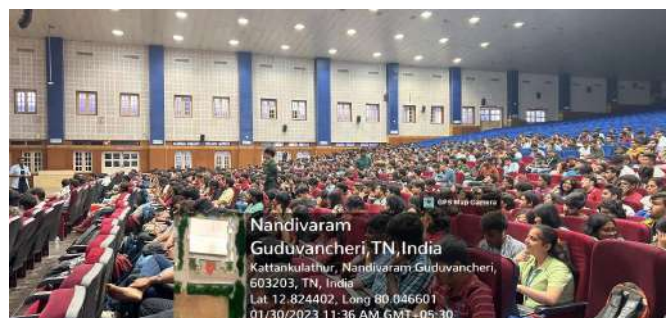 GPS Map Camera
Nandivaram
Guduvancheri,TN,India
Kattankulathur, Nandivaram Guduvancheri,
603203, TN, India
Lat 12.824402, Long 80.046601
01/30/2023 11:36 AM GMT+05:30